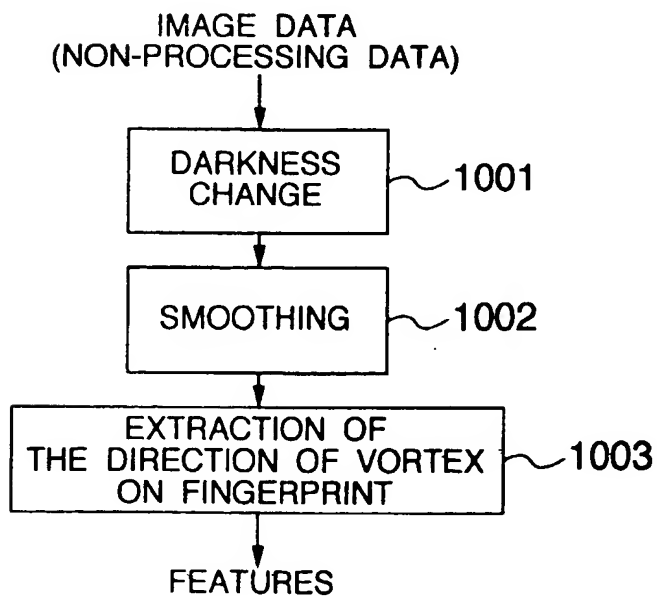 IMAGE DATA
(NON-PROCESSING DATA)
DARKNESS
CHANGE
1001
SMOOTHING
1002
EXTRACTION OF
THE DIRECTION OF VORTEX
ON FINGERPRINT
1003
FEATURES